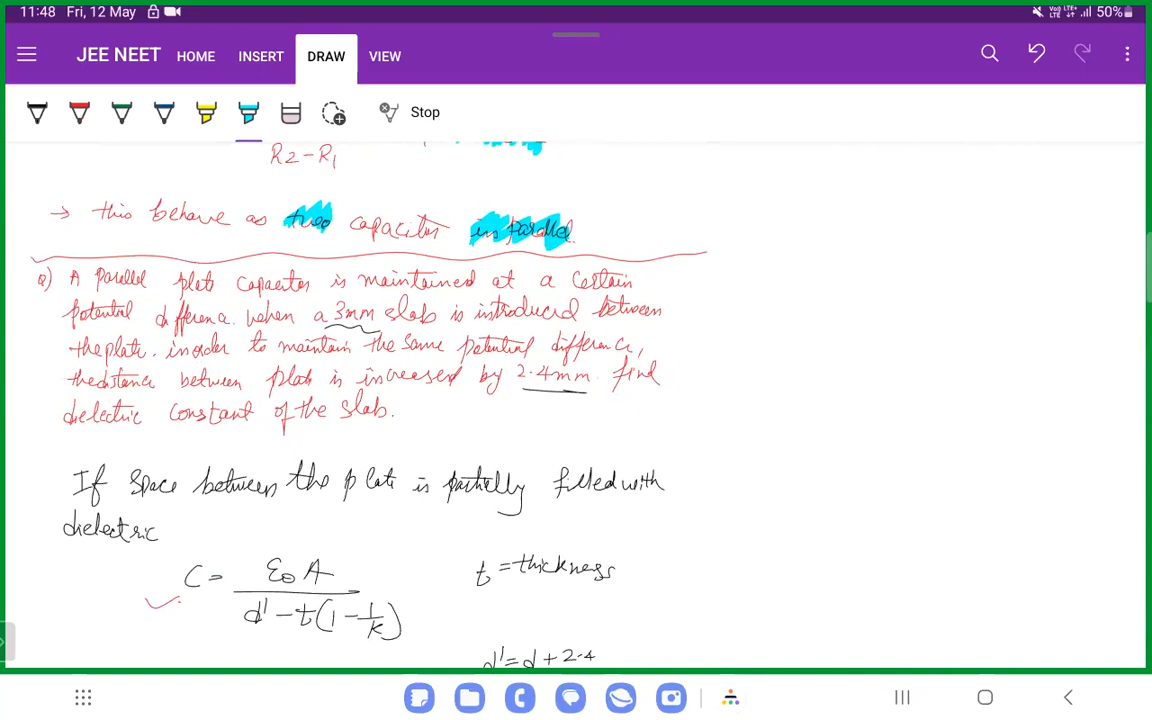 11:48 Fri, 12 May 50%
JEE NEET HOME INSERT DRAW VIEW
Stop
R2-R1
→ this behave as two capacitor in parallel.
Q) A parallel plate capacitor is maintained at a certain
potential difference. when a 3mm slab is introduced between
the plate. inorder to maintain the same potential difference,
the distance between plate is increased by 2.4mm. find
dielectric constant of the slab.
If space between the plate is partially filled with
dielectric
C = ε0 A / d' - t(1 - 1/k)
t = thickness
d' = d + 2.4